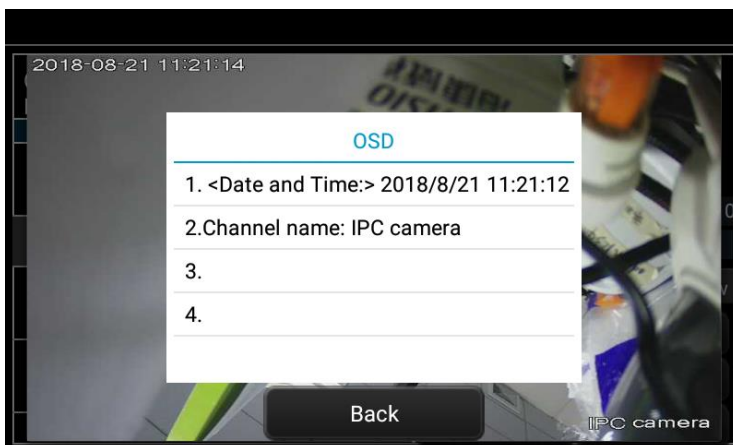 2018-08-21 11:21:14
OSD
1. <Date and Time:> 2018/8/21 11:21:12
2.Channel name: IPC camera
3.
4.
Back
IPC camera